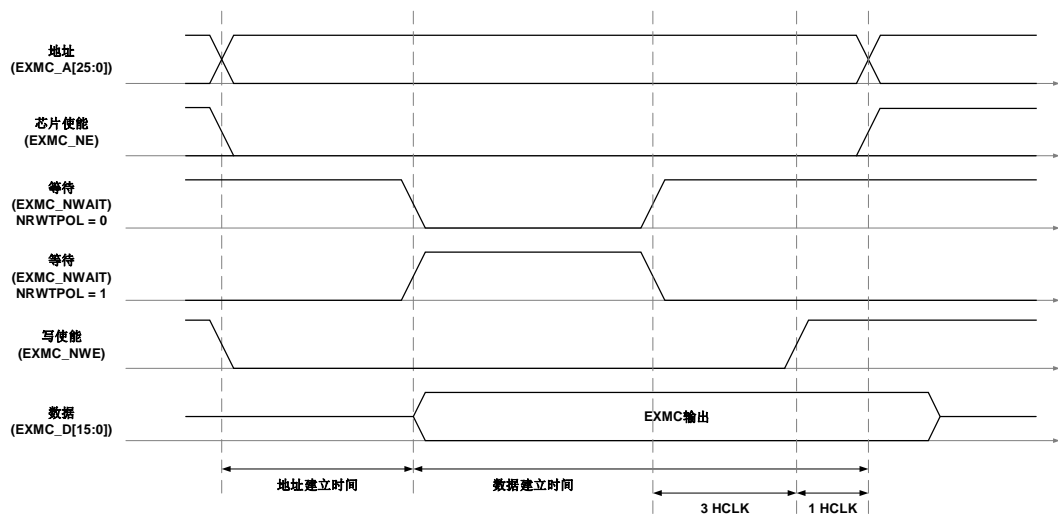 地址
(EXMC_A[25:0])
芯片使能
(EXMC_NE)
等待
(EXMC_NWAIT)
NRWTPOL = 0
等待
(EXMC_NWAIT)
NRWTPOL = 1
写使能
(EXMC_NWE)
数据
(EXMC_D[15:0])
EXMC输出
地址建立时间
数据建立时间
3 HCLK
1 HCLK